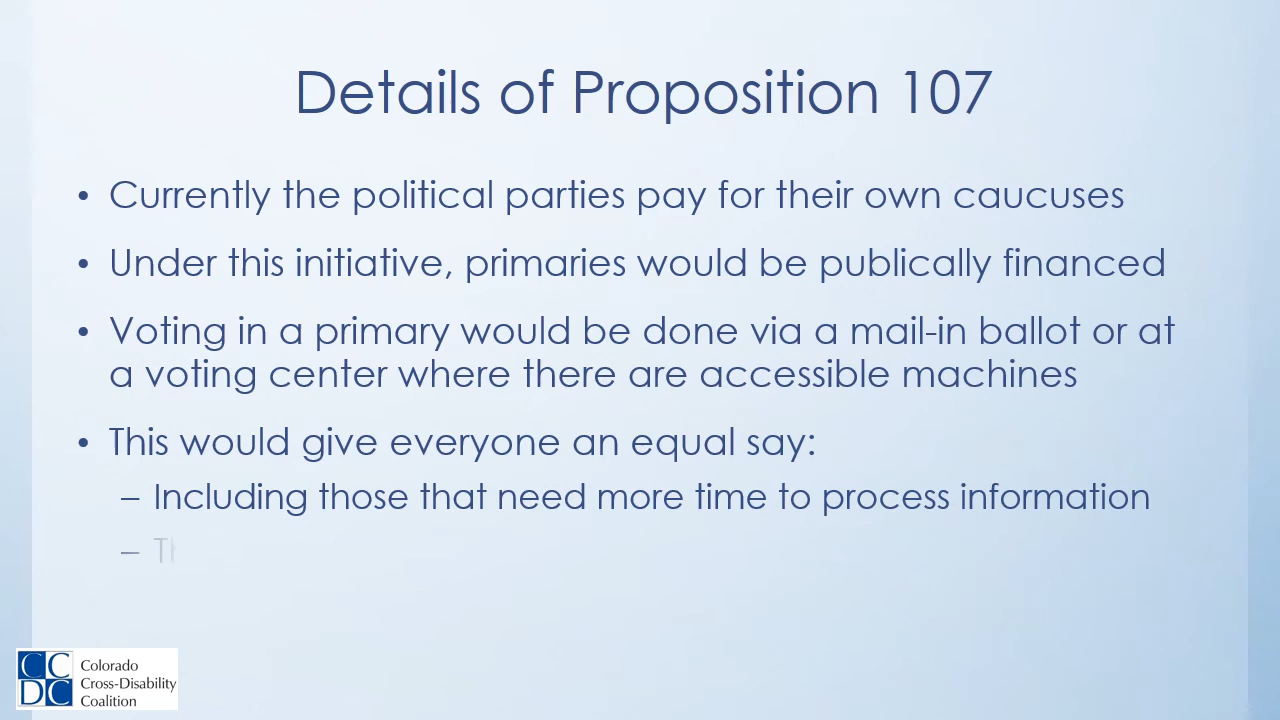 Details of Proposition 107
• Currently the political parties pay for their own caucuses
• Under this initiative, primaries would be publically financed
• Voting in a primary would be done via a mail-in ballot or at
a voting center where there are accessible machines
• This would give everyone an equal say:
– Including those that need more time to process information
–
CC
DC
Colorado
Cross-Disability
Coalition